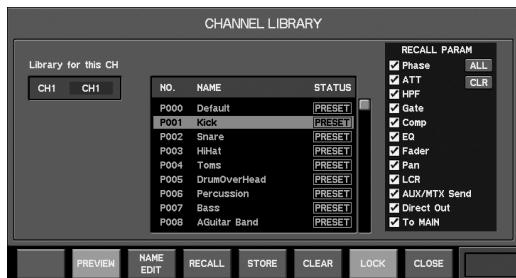 CHANNEL LIBRARY
Library for this CH
CH1 CH1
NO. NAME STATUS
P000 Default PRESET
P001 Kick PRESET
P002 Snare PRESET
P003 HiHat PRESET
P004 Toms PRESET
P005 DrumOverHead PRESET
P006 Percussion PRESET
P007 Bass PRESET
P008 AGuitar Band PRESET
RECALL PARAM
Phase ALL
ATT CLR
HPF
Gate
Comp
EQ
Fader
Pan
LCR
AUX/MTX Send
Direct Out
To MAIN
PREVIEW NAME EDIT RECALL STORE CLEAR LOCK CLOSE